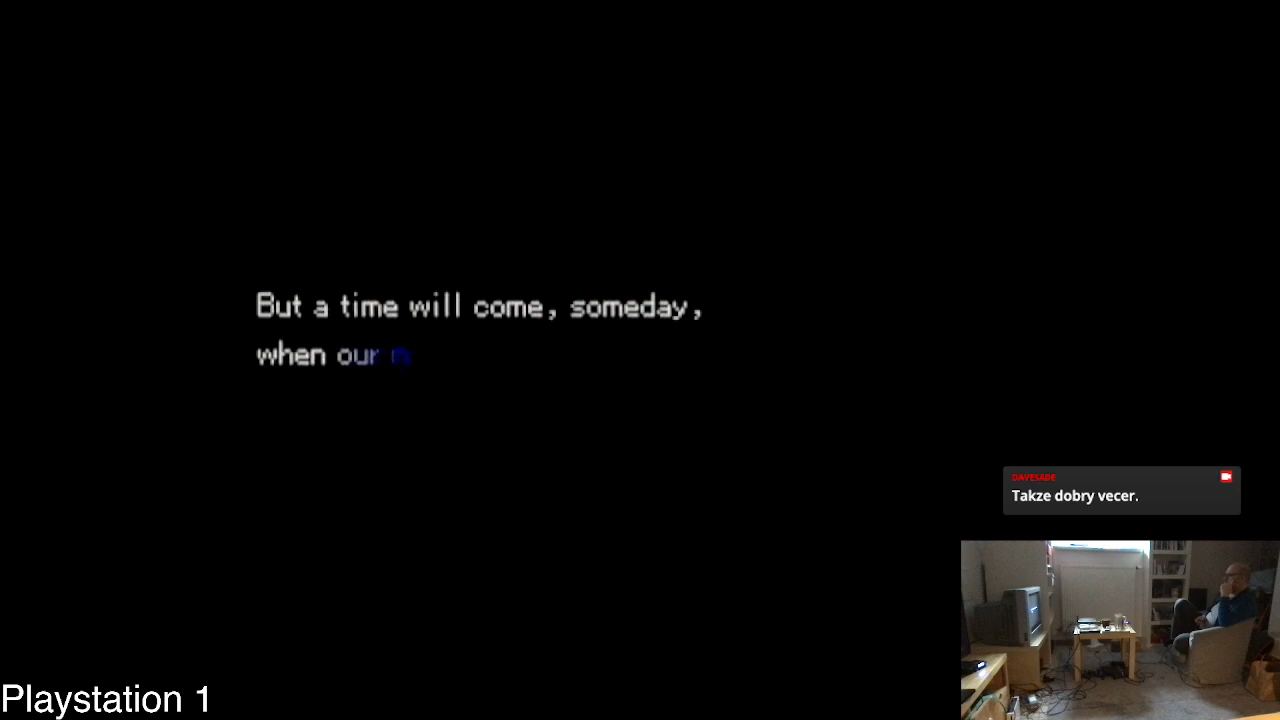 But a time will come, someday,
when our
DAVESADE
Takze dobry vecer.
Playstation 1